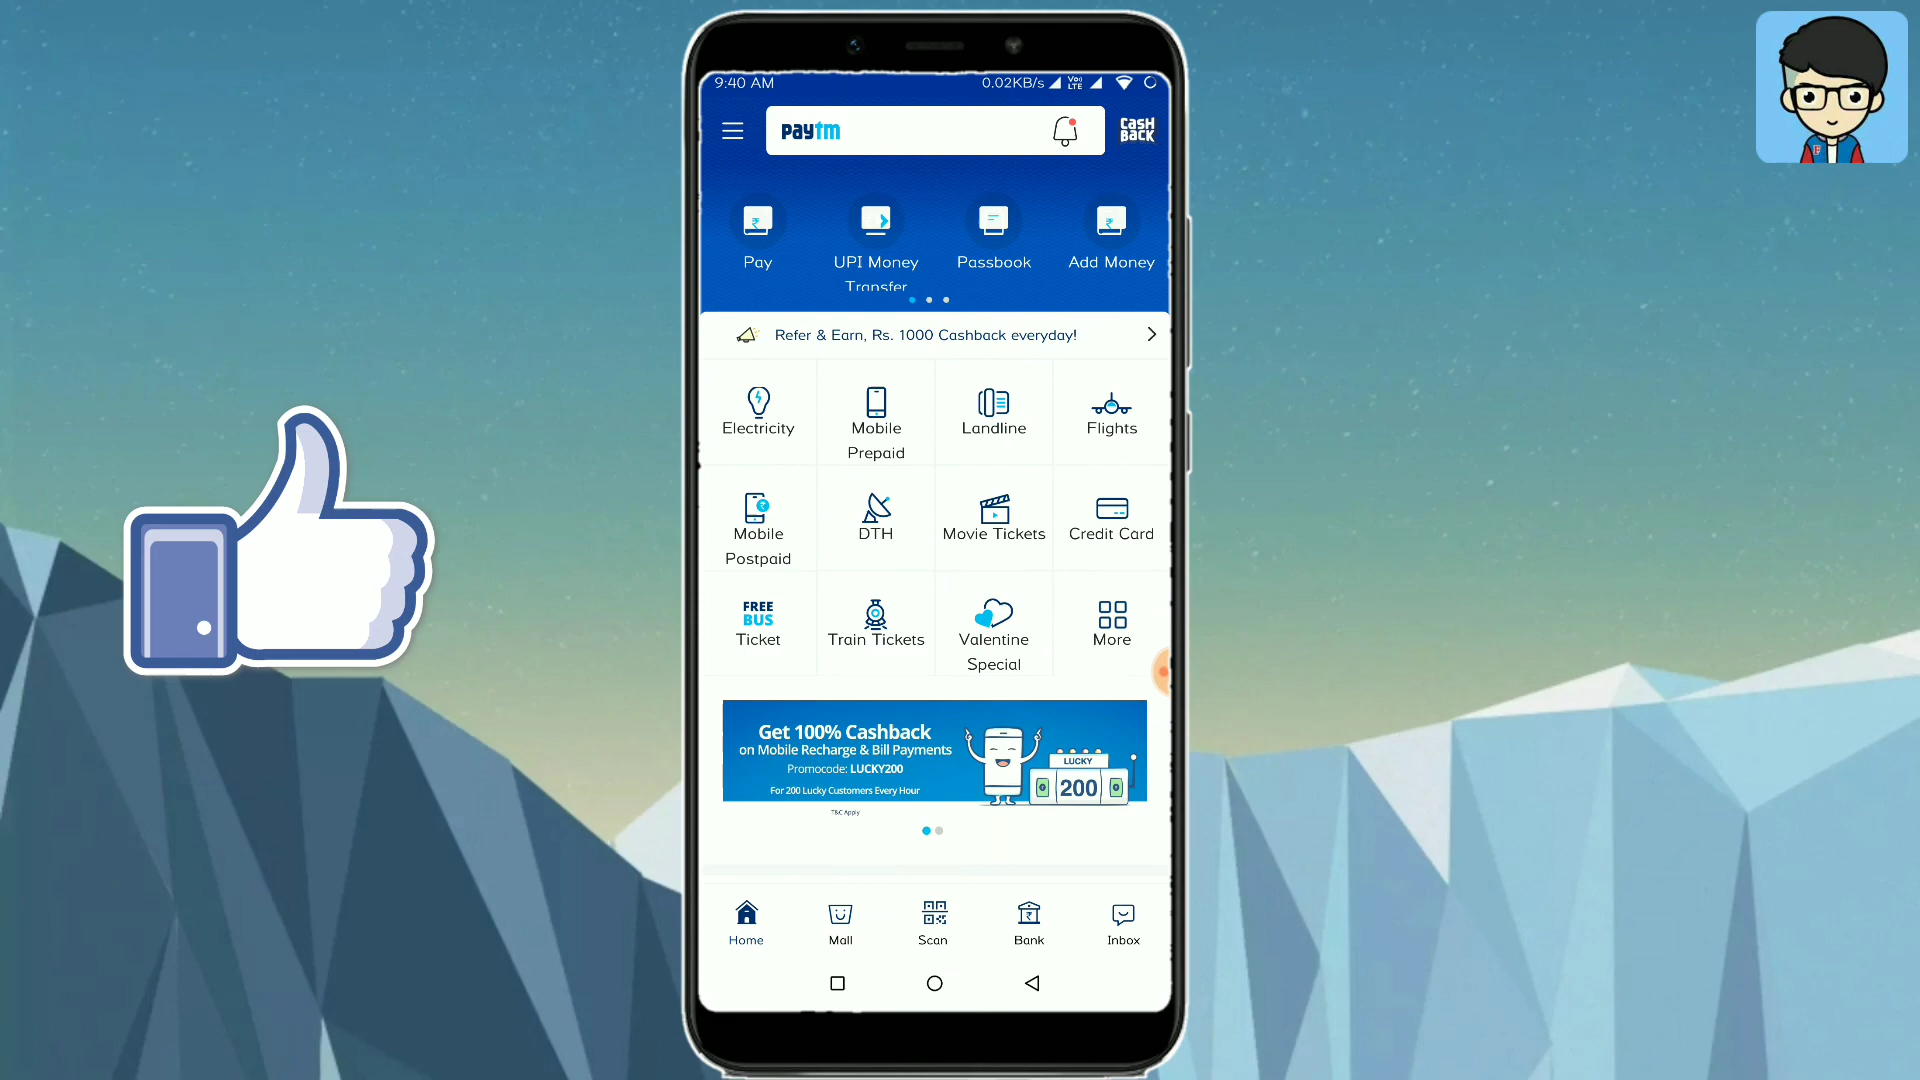 9:40 AM
0.02KB/s
Vo)
LTE
paytm
CASH
BACK
Pay
UPI Money
Transfer
Passbook
Add Money
Refer & Earn, Rs. 1000 Cashback everyday!
Electricity
Mobile
Prepaid
Landline
Flights
Mobile
Postpaid
DTH
Movie Tickets
Credit Card
FREE
BUS
Ticket
Train Tickets
Valentine
Special
More
Get 100% Cashback
on Mobile Recharge & Bill Payments
Promocode: LUCKY200
For 200 Lucky Customers Every Hour
T&C Apply
LUCKY
200
Home
Mall
Scan
Bank
Inbox